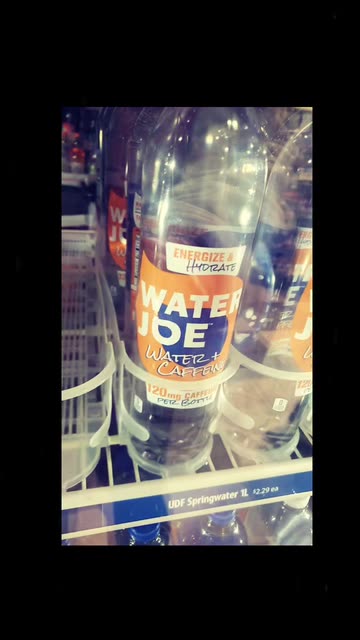 ENERGIZE &
HYDRATE
WATER
JOE
WATER +
CAFFEINE
120mg CAFFEINE
PER BOTTLE
UDF Springwater 1L $2.29 ea